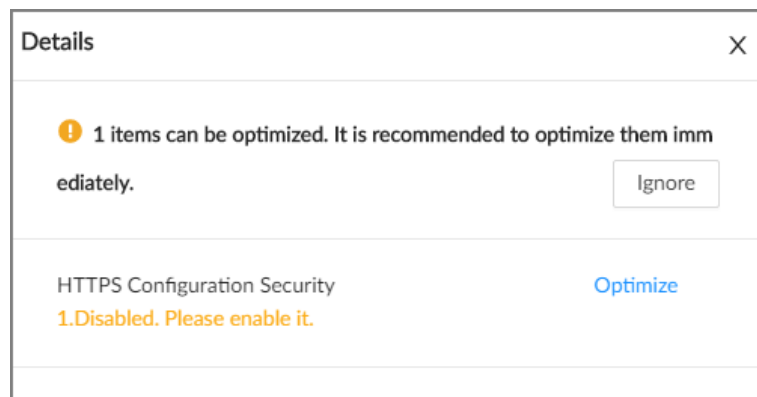 Details
X
1 items can be optimized. It is recommended to optimize them imm
ediately.
Ignore
HTTPS Configuration Security
Optimize
1.Disabled. Please enable it.